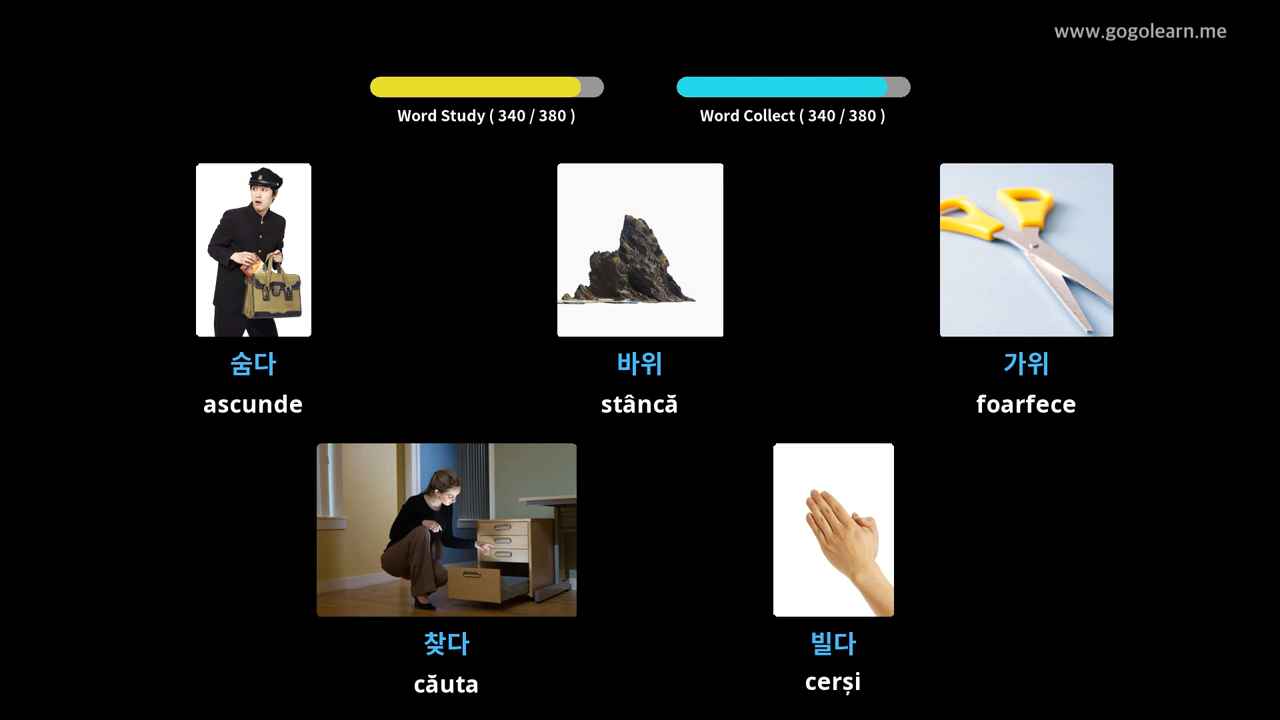 www.gogolearn.me
Word Study ( 340 / 380 )
Word Collect ( 340 / 380 )
숨다
ascunde
바위
stâncă
가위
foarfece
찾다
căuta
빌다
cerși